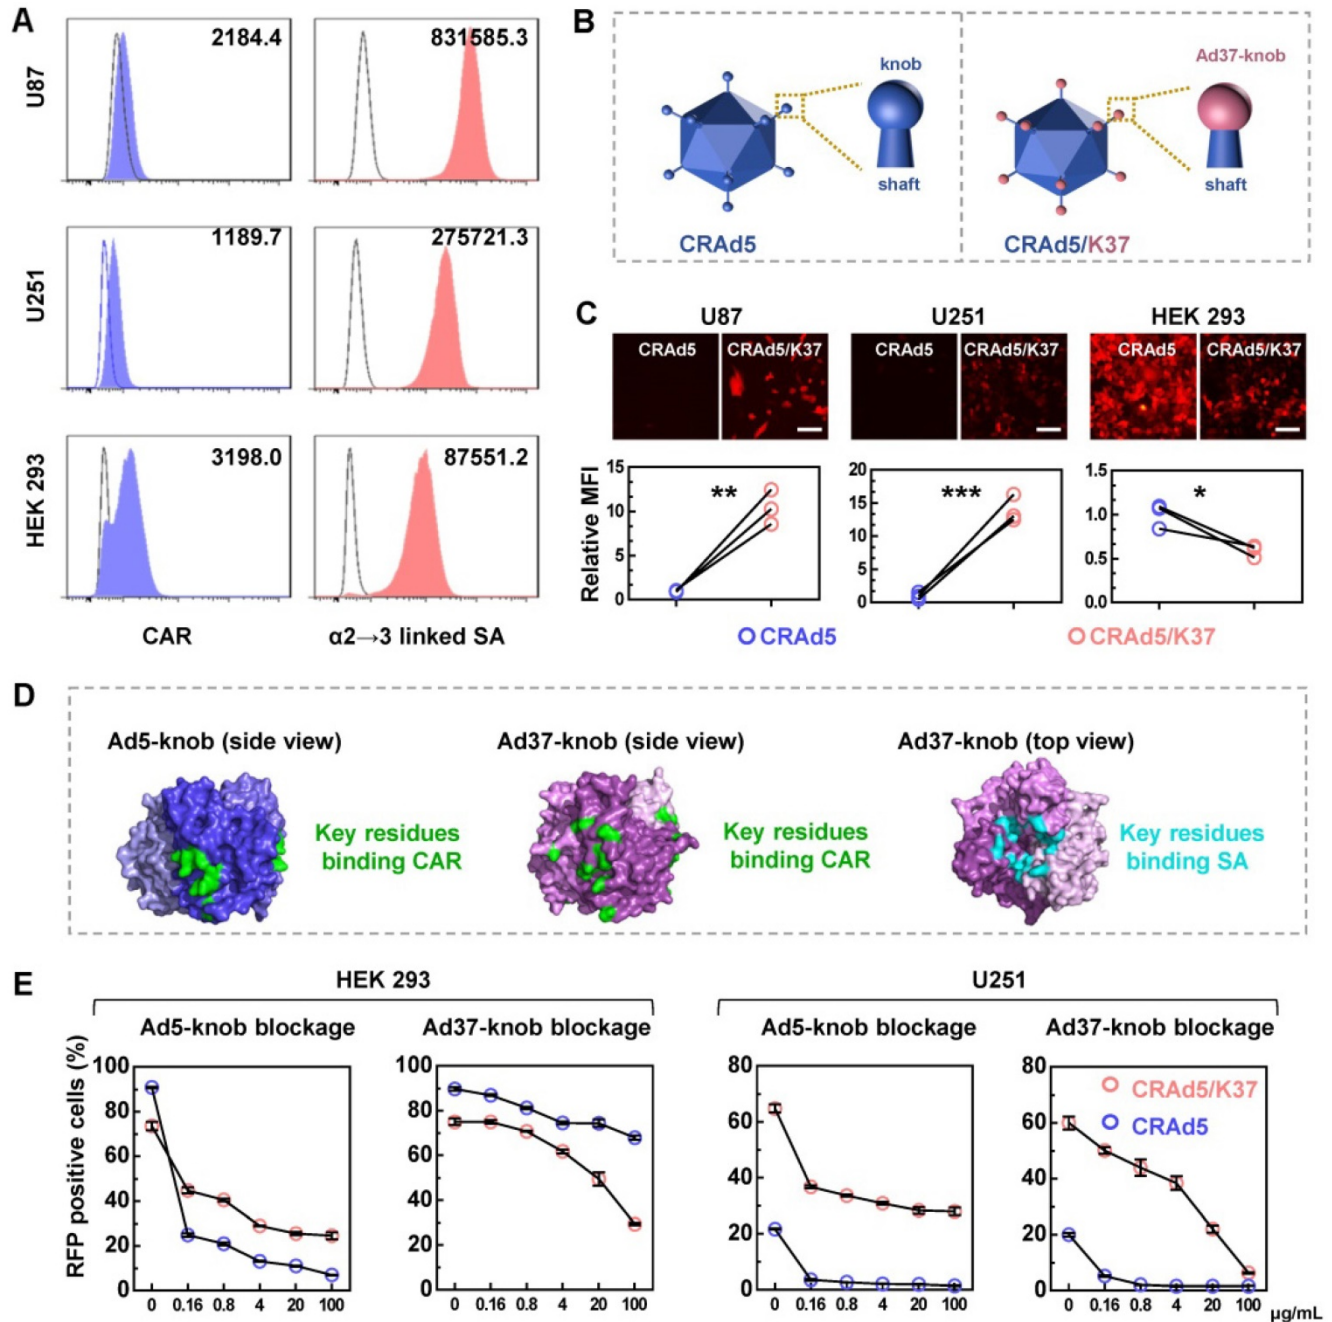 A
U87
2184.4
831585.3
U251
1189.7
275721.3
HEK 293
3198.0
87551.2
CAR
α2→3 linked SA
B
knob
shaft
CRAd5
Ad37-knob
shaft
CRAd5/K37
C
U87
U251
HEK 293
CRAd5
CRAd5/K37
CRAd5
CRAd5/K37
CRAd5
CRAd5/K37
Relative MFI
15
10
5
0
**
20
15
10
5
0
***
1.5
1.0
0.5
0.0
*
CRAd5
CRAd5/K37
D
Ad5-knob (side view)
Key residues
binding CAR
Ad37-knob (side view)
Key residues
binding CAR
Ad37-knob (top view)
Key residues
binding SA
E
HEK 293
U251
Ad5-knob blockage
Ad37-knob blockage
Ad5-knob blockage
Ad37-knob blockage
RFP positive cells (%)
100
80
60
40
20
0
0 0.16 0.8 4 20 100
100
80
60
40
20
0
0 0.16 0.8 4 20 100
80
60
40
20
0
0 0.16 0.8 4 20 100
80
60
40
20
0
CRAd5/K37
CRAd5
0 0.16 0.8 4 20 100
μg/mL